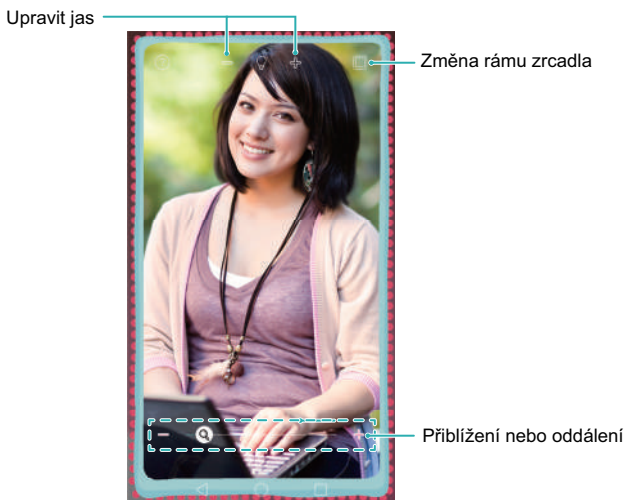 Upravit jas
Změna rámu zrcadla
Přiblížení nebo oddálení